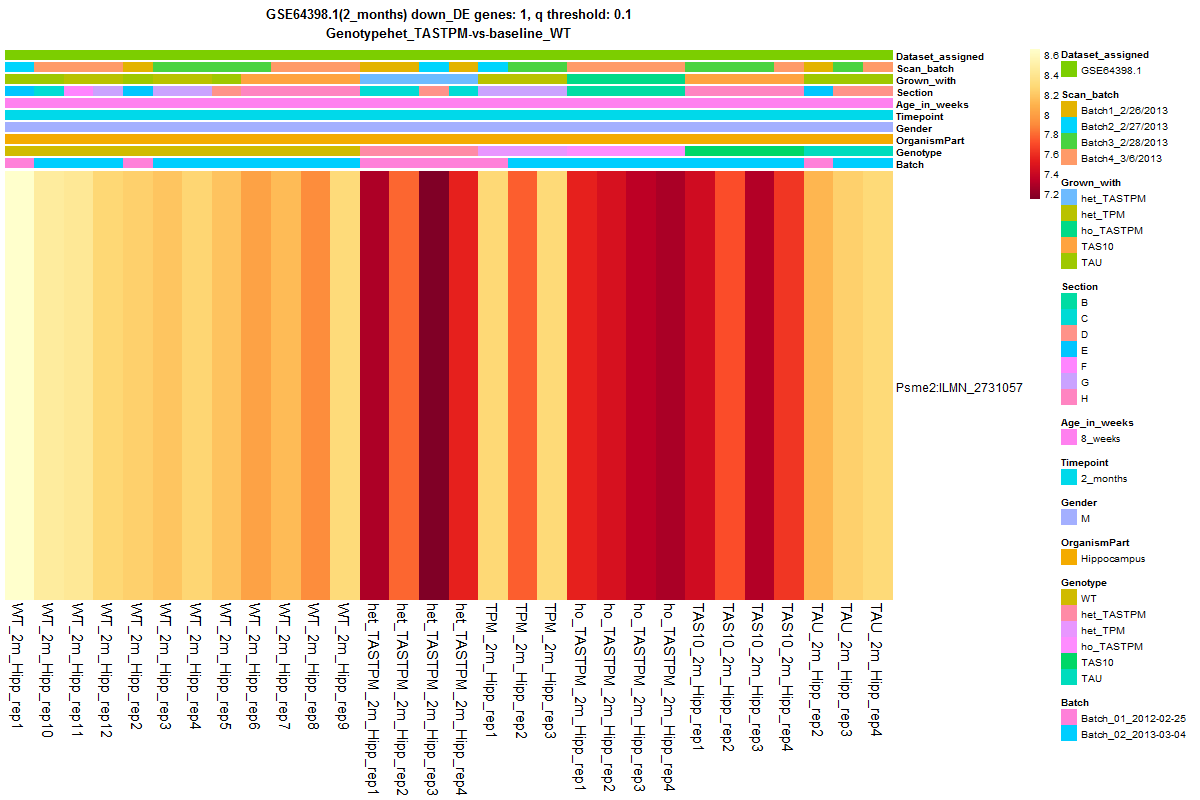 GSE64398.1(2_months) down_DE genes: 1, q threshold: 0.1
Genotypehet_TASTPM-vs-baseline_WT
Dataset_assigned
Scan_batch
Grown_with
Section
Age_in_weeks
Timepoint
Gender
OrganismPart
Genotype
Batch
Psme2:ILMN_2731057
WT_2m_Hipp_rep1
WT_2m_Hipp_rep10
WT_2m_Hipp_rep11
WT_2m_Hipp_rep12
WT_2m_Hipp_rep2
WT_2m_Hipp_rep3
WT_2m_Hipp_rep4
WT_2m_Hipp_rep5
WT_2m_Hipp_rep6
WT_2m_Hipp_rep7
WT_2m_Hipp_rep8
WT_2m_Hipp_rep9
het_TASTPM_2m_Hipp_rep1
het_TASTPM_2m_Hipp_rep2
het_TASTPM_2m_Hipp_rep3
het_TASTPM_2m_Hipp_rep4
TPM_2m_Hipp_rep1
TPM_2m_Hipp_rep2
TPM_2m_Hipp_rep3
ho_TASTPM_2m_Hipp_rep1
ho_TASTPM_2m_Hipp_rep2
ho_TASTPM_2m_Hipp_rep3
ho_TASTPM_2m_Hipp_rep4
TAS10_2m_Hipp_rep1
TAS10_2m_Hipp_rep2
TAS10_2m_Hipp_rep3
TAS10_2m_Hipp_rep4
TAU_2m_Hipp_rep2
TAU_2m_Hipp_rep3
TAU_2m_Hipp_rep4
8.6
8.4
8.2
8
7.8
7.6
7.4
7.2
Dataset_assigned
GSE64398.1
Scan_batch
Batch1_2/26/2013
Batch2_2/27/2013
Batch3_2/28/2013
Batch4_3/6/2013
Grown_with
het_TASTPM
het_TPM
ho_TASTPM
TAS10
TAU
Section
B
C
D
E
F
G
H
Age_in_weeks
8_weeks
Timepoint
2_months
Gender
M
OrganismPart
Hippocampus
Genotype
WT
het_TASTPM
het_TPM
ho_TASTPM
TAS10
TAU
Batch
Batch_01_2012-02-25
Batch_02_2013-03-04